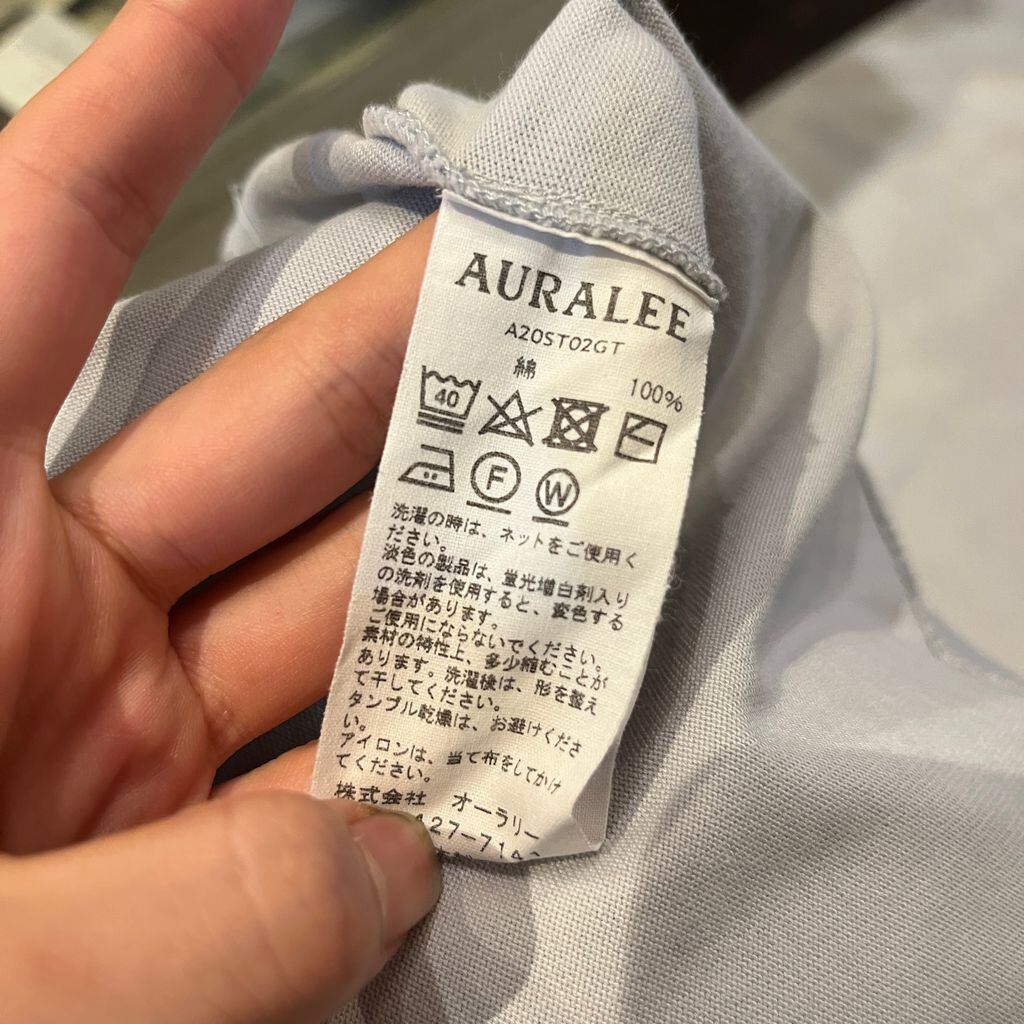 AURALEE
A20ST02GT
綿 100%
40
F W
洗濯の時は、ネットをご使用く
ださい。
淡色の製品は、蛍光増白剤入り
の洗剤を使用すると、変色する
場合があります。
ご使用にならないでください。
素材の特性上、多少縮むことが
あります。洗濯後は、形を整え
て干してください。
タンブル乾燥は、お避けくださ
い。
アイロンは、当て布をしてかけ
てください。
株式会社 オーラリー
427-714